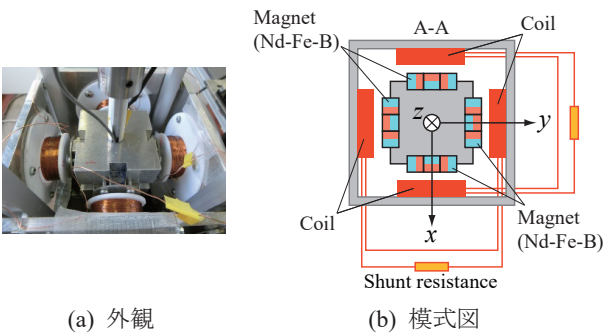 Magnet
(Nd-Fe-B)
A-A
Coil
z
y
x
Coil
Magnet
(Nd-Fe-B)
Shunt resistance
(a) 外観
(b) 模式図